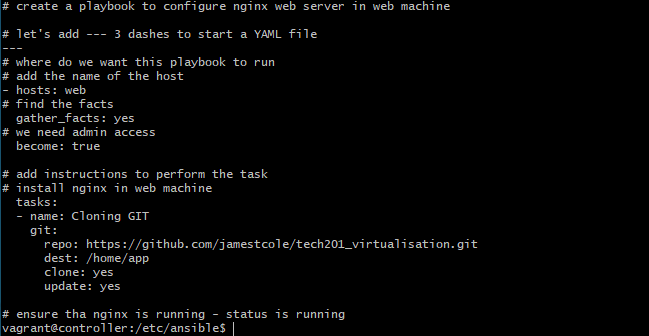 # create a playbook to configure nginx web server in web machine
# let's add --- 3 dashes to start a YAML file
---
# where do we want this playbook to run
# add the name of the host
- hosts: web
# find the facts
  gather_facts: yes
# we need admin access
  become: true
# add instructions to perform the task
# install nginx in web machine
  tasks:
  - name: Cloning GIT
    git:
      repo: https://github.com/jamestcole/tech201_virtualisation.git
      dest: /home/app
      clone: yes
      update: yes
# ensure tha nginx is running - status is running
vagrant@controller:/etc/ansible$